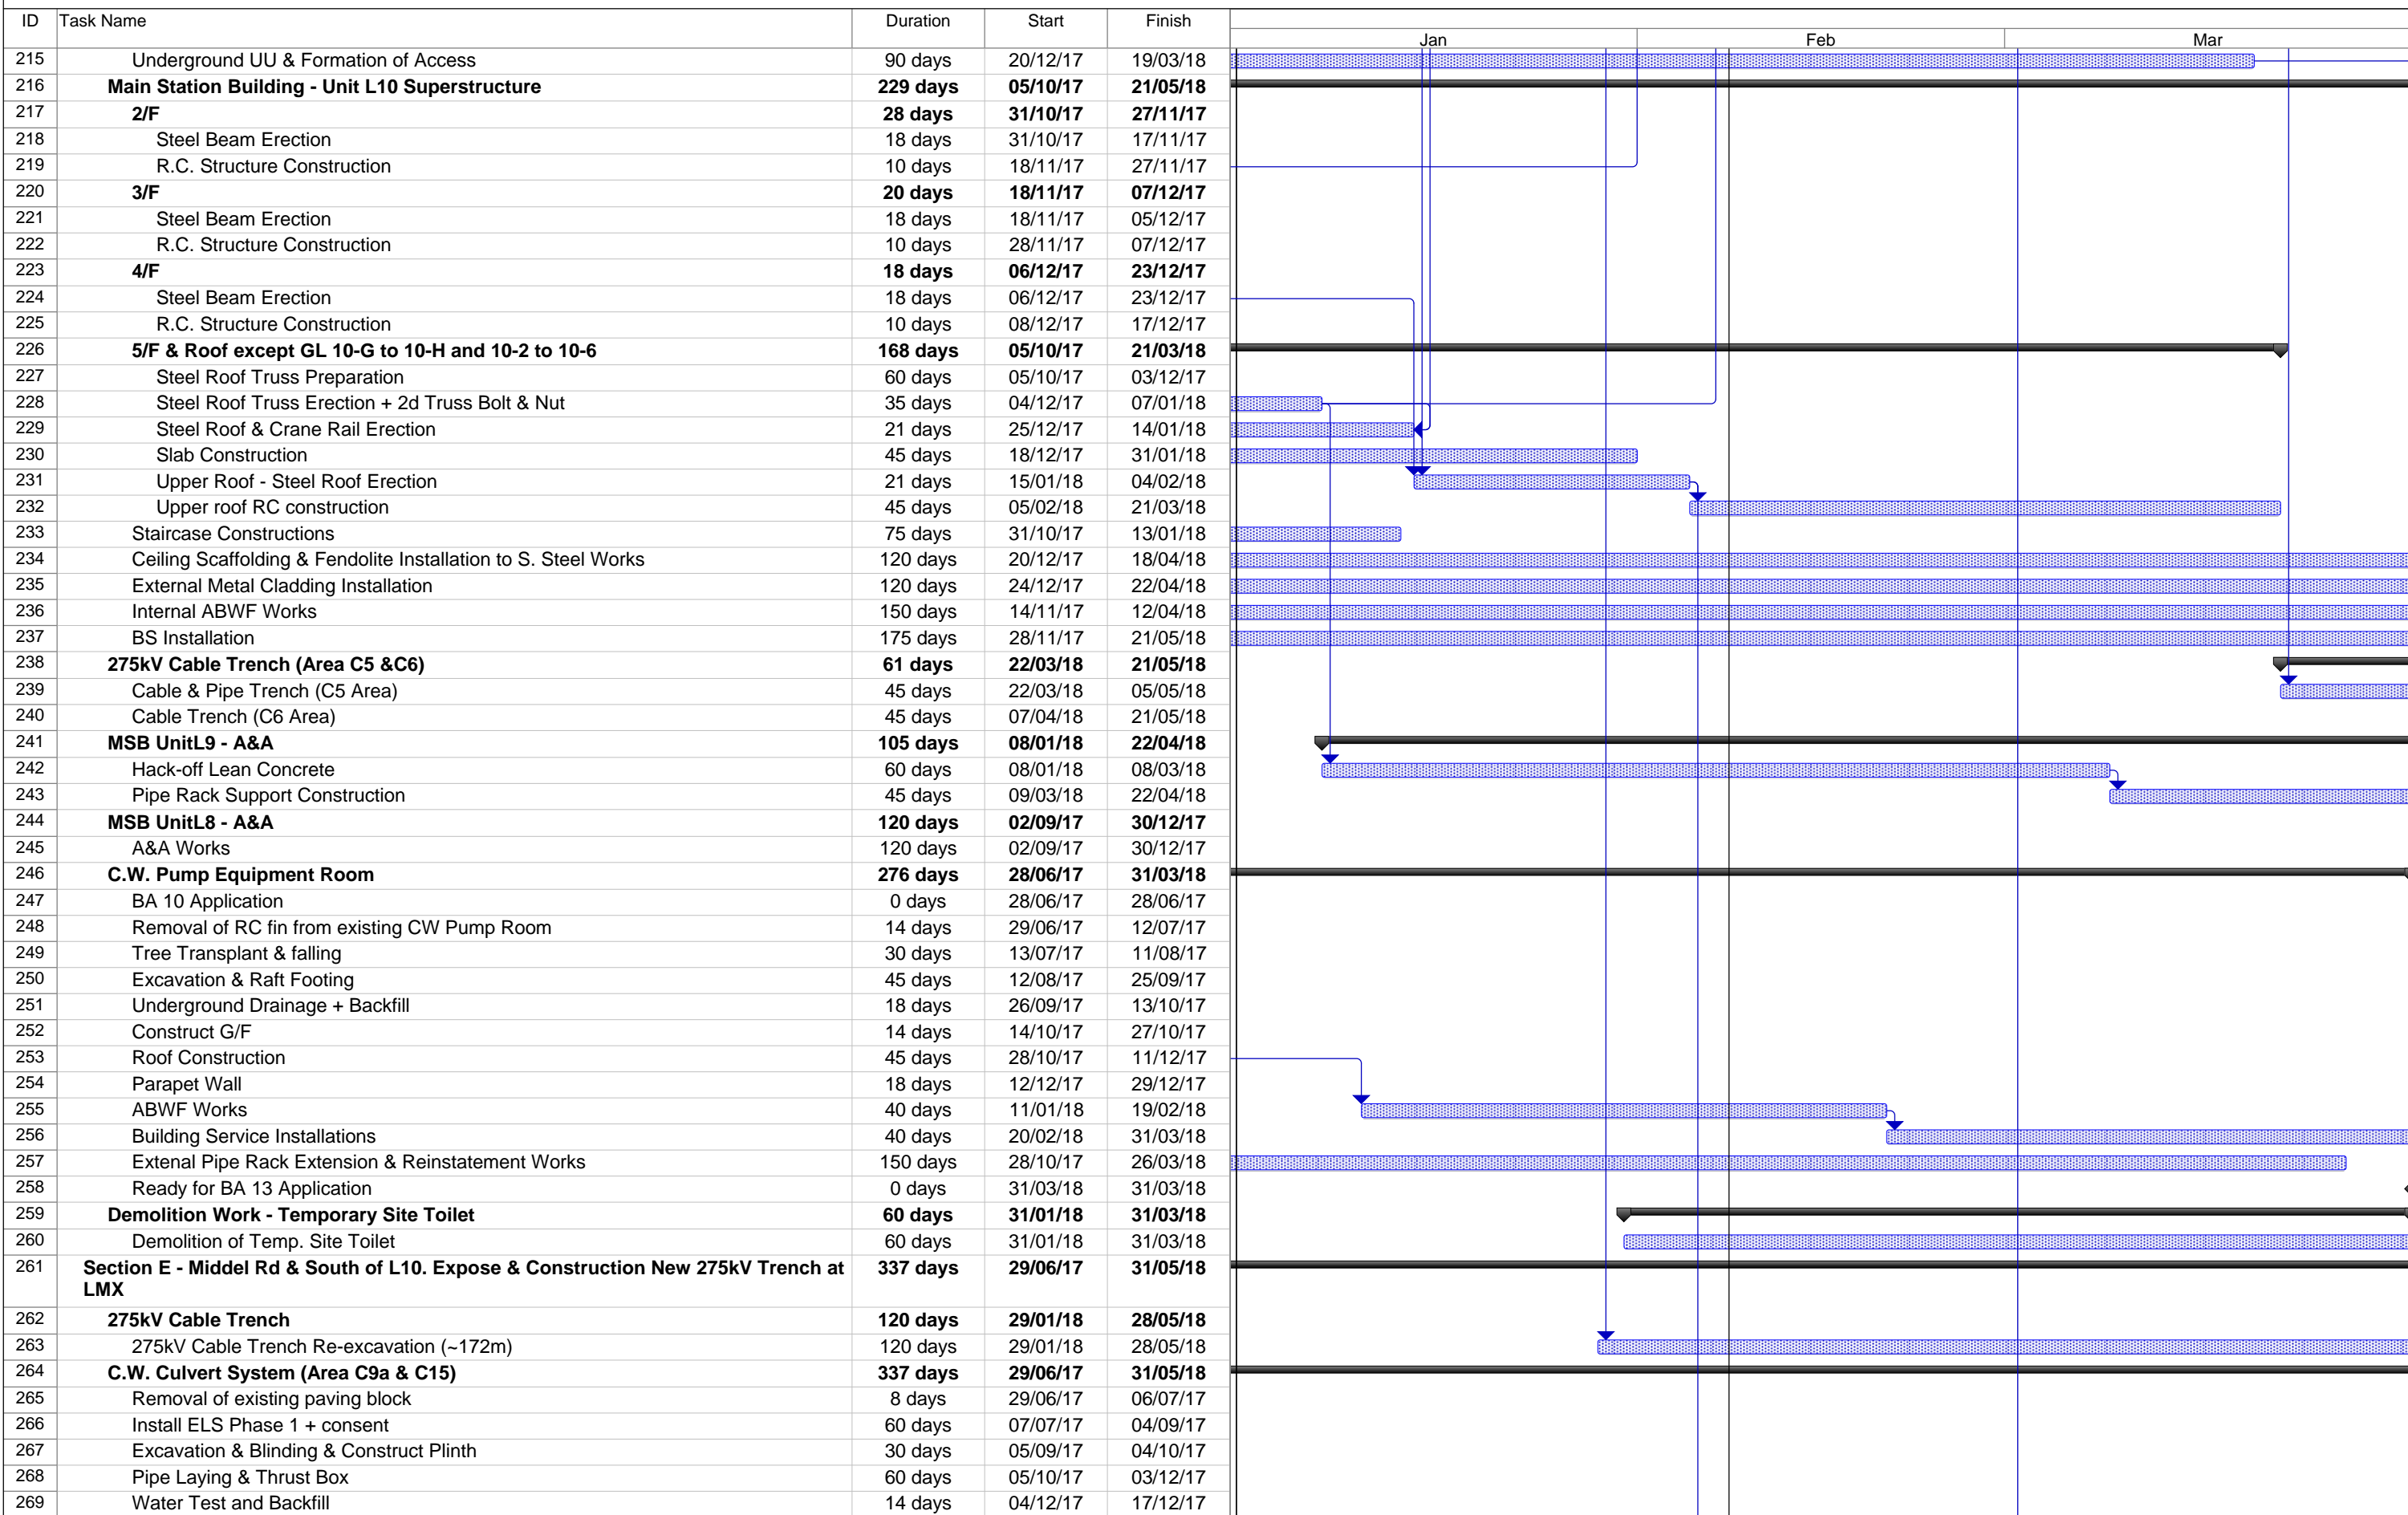 ID Task Name Duration Start Finish
Jan Feb Mar
215 Underground UU & Formation of Access 90 days 20/12/17 19/03/18
216 Main Station Building - Unit L10 Superstructure 229 days 05/10/17 21/05/18
217 2/F 28 days 31/10/17 27/11/17
218 Steel Beam Erection 18 days 31/10/17 17/11/17
219 R.C. Structure Construction 10 days 18/11/17 27/11/17
220 3/F 20 days 18/11/17 07/12/17
221 Steel Beam Erection 18 days 18/11/17 05/12/17
222 R.C. Structure Construction 10 days 28/11/17 07/12/17
223 4/F 18 days 06/12/17 23/12/17
224 Steel Beam Erection 18 days 06/12/17 23/12/17
225 R.C. Structure Construction 10 days 08/12/17 17/12/17
226 5/F & Roof except GL 10-G to 10-H and 10-2 to 10-6 168 days 05/10/17 21/03/18
227 Steel Roof Truss Preparation 60 days 05/10/17 03/12/17
228 Steel Roof Truss Erection + 2d Truss Bolt & Nut 35 days 04/12/17 07/01/18
229 Steel Roof & Crane Rail Erection 21 days 25/12/17 14/01/18
230 Slab Construction 45 days 18/12/17 31/01/18
231 Upper Roof - Steel Roof Erection 21 days 15/01/18 04/02/18
232 Upper roof RC construction 45 days 05/02/18 21/03/18
233 Staircase Constructions 75 days 31/10/17 13/01/18
234 Ceiling Scaffolding & Fendolite Installation to S. Steel Works 120 days 20/12/17 18/04/18
235 External Metal Cladding Installation 120 days 24/12/17 22/04/18
236 Internal ABWF Works 150 days 14/11/17 12/04/18
237 BS Installation 175 days 28/11/17 21/05/18
238 275kV Cable Trench (Area C5 &C6) 61 days 22/03/18 21/05/18
239 Cable & Pipe Trench (C5 Area) 45 days 22/03/18 05/05/18
240 Cable Trench (C6 Area) 45 days 07/04/18 21/05/18
241 MSB UnitL9 - A&A 105 days 08/01/18 22/04/18
242 Hack-off Lean Concrete 60 days 08/01/18 08/03/18
243 Pipe Rack Support Construction 45 days 09/03/18 22/04/18
244 MSB UnitL8 - A&A 120 days 02/09/17 30/12/17
245 A&A Works 120 days 02/09/17 30/12/17
246 C.W. Pump Equipment Room 276 days 28/06/17 31/03/18
247 BA 10 Application 0 days 28/06/17 28/06/17
248 Removal of RC fin from existing CW Pump Room 14 days 29/06/17 12/07/17
249 Tree Transplant & falling 30 days 13/07/17 11/08/17
250 Excavation & Raft Footing 45 days 12/08/17 25/09/17
251 Underground Drainage + Backfill 18 days 26/09/17 13/10/17
252 Construct G/F 14 days 14/10/17 27/10/17
253 Roof Construction 45 days 28/10/17 11/12/17
254 Parapet Wall 18 days 12/12/17 29/12/17
255 ABWF Works 40 days 11/01/18 19/02/18
256 Building Service Installations 40 days 20/02/18 31/03/18
257 Extenal Pipe Rack Extension & Reinstatement Works 150 days 28/10/17 26/03/18
258 Ready for BA 13 Application 0 days 31/03/18 31/03/18
259 Demolition Work - Temporary Site Toilet 60 days 31/01/18 31/03/18
260 Demolition of Temp. Site Toilet 60 days 31/01/18 31/03/18
261 Section E - Middel Rd & South of L10. Expose & Construction New 275kV Trench at 337 days 29/06/17 31/05/18
LMX
262 275kV Cable Trench 120 days 29/01/18 28/05/18
263 275kV Cable Trench Re-excavation (~172m) 120 days 29/01/18 28/05/18
264 C.W. Culvert System (Area C9a & C15) 337 days 29/06/17 31/05/18
265 Removal of existing paving block 8 days 29/06/17 06/07/17
266 Install ELS Phase 1 + consent 60 days 07/07/17 04/09/17
267 Excavation & Blinding & Construct Plinth 30 days 05/09/17 04/10/17
268 Pipe Laying & Thrust Box 60 days 05/10/17 03/12/17
269 Water Test and Backfill 14 days 04/12/17 17/12/17